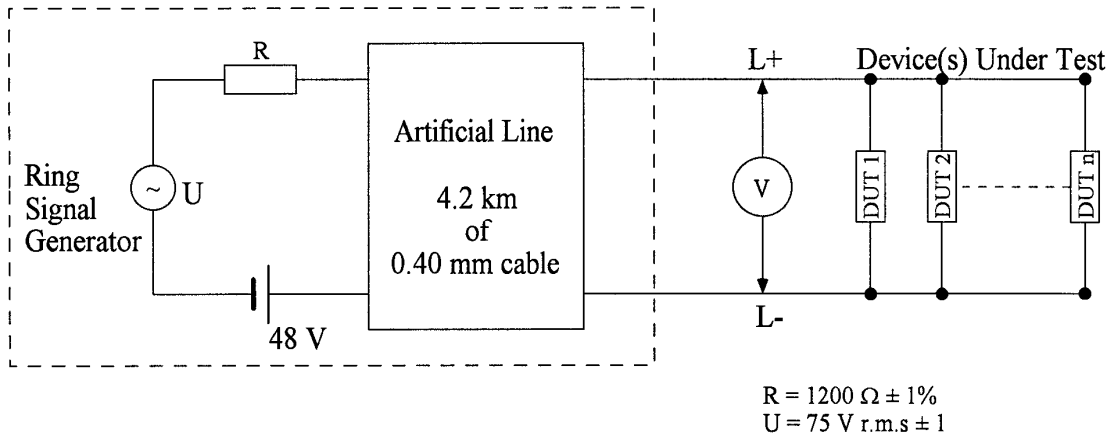 R
L+
Device(s) Under Test
Artificial Line
4.2 km
of
0.40 mm cable
Ring
Signal
Generator
~
U
V
DUT 1
DUT 2
DUT n
48 V
L-
R = 1200 Ω ± 1%
U = 75 V r.m.s ± 1